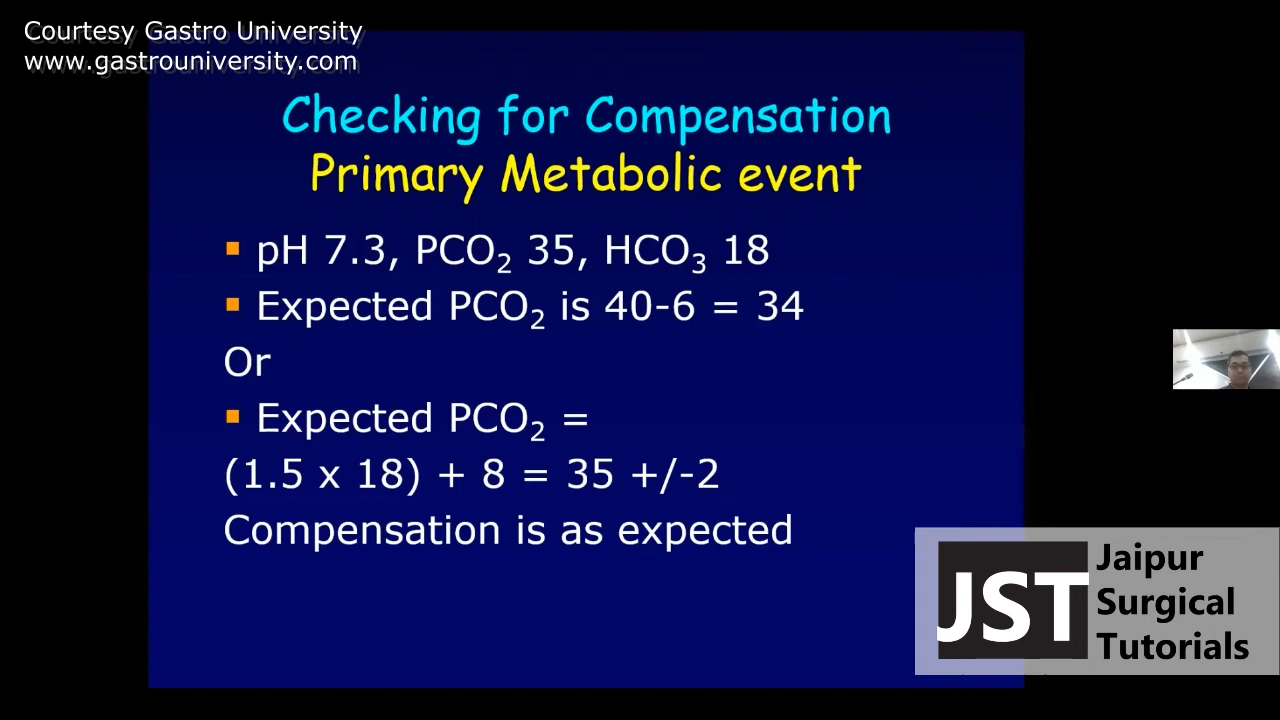 Courtesy Gastro University
www.gastrouniversity.com
Checking for Compensation
Primary Metabolic event
▪ pH 7.3, PCO₂ 35, HCO₃ 18
▪ Expected PCO₂ is 40-6 = 34
Or
▪ Expected PCO₂ =
(1.5 x 18) + 8 = 35 +/-2
Compensation is as expected
JST
Jaipur
Surgical
Tutorials